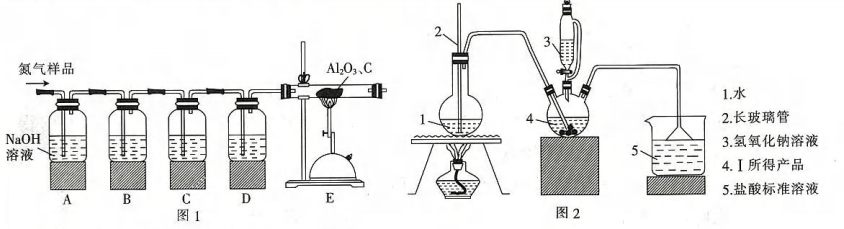 氮气样品
NaOH
溶液
A
B
C
D
Al₂O₃、C
E
图1
1
2
3
4
5
图2
1.水
2.长玻璃管
3.氢氧化钠溶液
4.Ⅰ所得产品
5.盐酸标准溶液